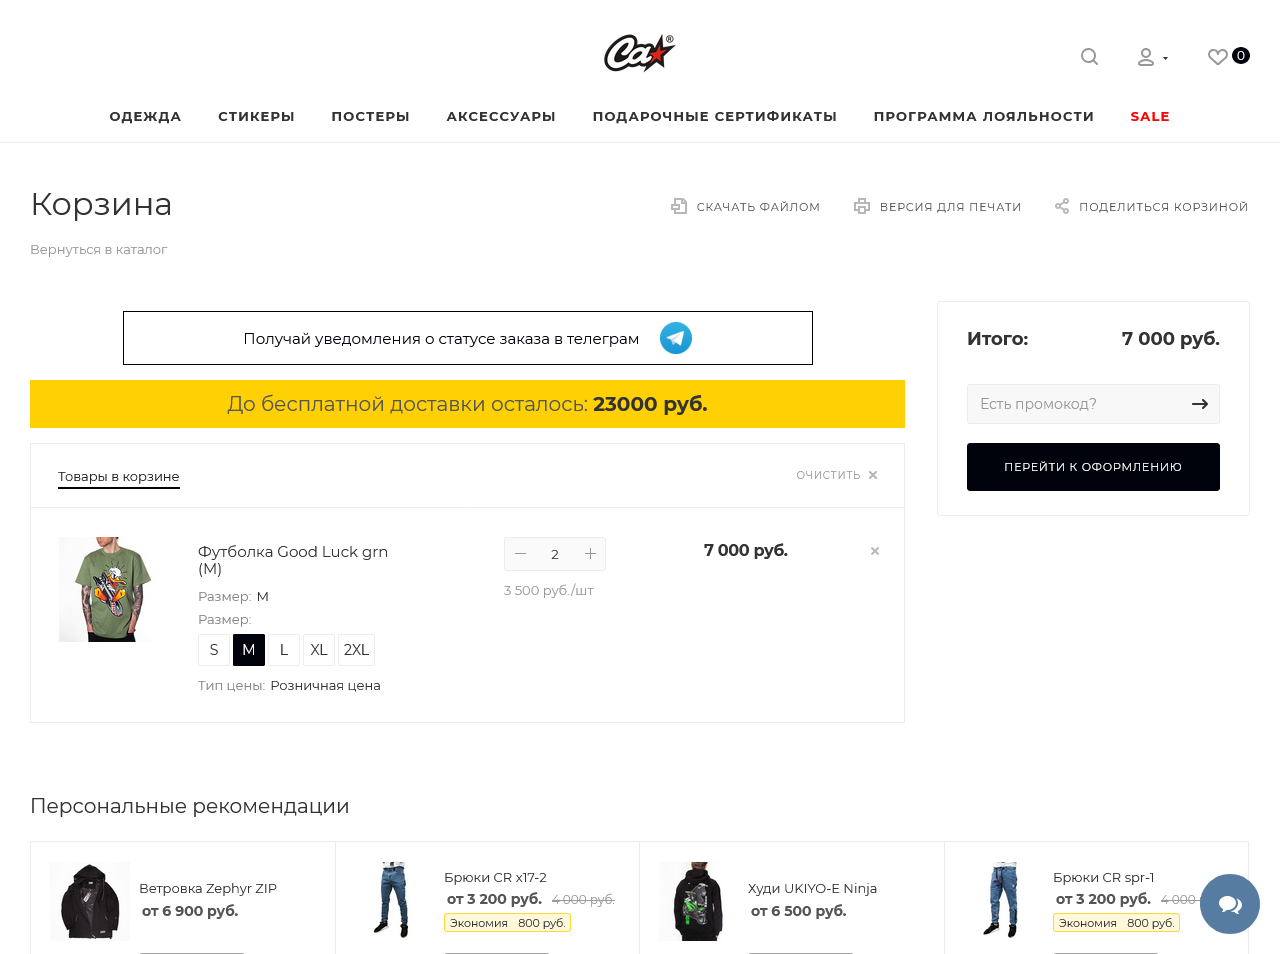 Ca ®
0
ОДЕЖДА СТИКЕРЫ ПОСТЕРЫ АКСЕССУАРЫ ПОДАРОЧНЫЕ СЕРТИФИКАТЫ ПРОГРАММА ЛОЯЛЬНОСТИ SALE
Корзина
СКАЧАТЬ ФАЙЛОМ ВЕРСИЯ ДЛЯ ПЕЧАТИ ПОДЕЛИТЬСЯ КОРЗИНОЙ
Вернуться в каталог
Получай уведомления о статусе заказа в телеграм
До бесплатной доставки осталось: 23000 руб.
Товары в корзине
ОЧИСТИТЬ
Футболка Good Luck grn
(M)
Размер: M
Размер:
S M L XL 2XL
Тип цены: Розничная цена
2
3 500 руб./шт
7 000 руб.
Итого: 7 000 руб.
Есть промокод?
ПЕРЕЙТИ К ОФОРМЛЕНИЮ
Персональные рекомендации
Ветровка Zephyr ZIP
от 6 900 руб.
Брюки CR x17-2
от 3 200 руб. 4 000 руб.
Экономия 800 руб.
Худи UKIYO-E Ninja
от 6 500 руб.
Брюки CR spr-1
от 3 200 руб. 4 000
Экономия 800 руб.